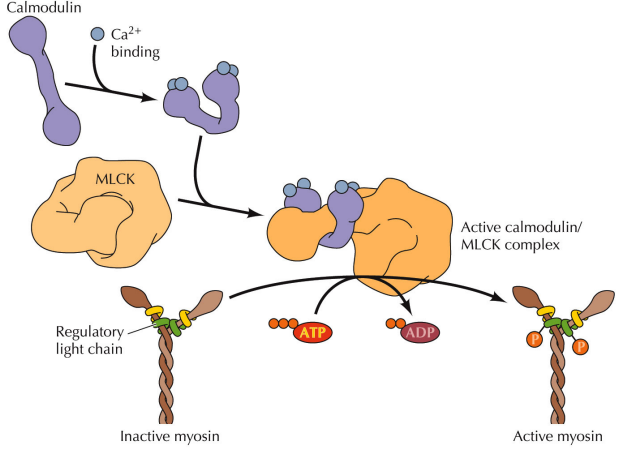 Calmodulin
Ca²⁺
binding
MLCK
Active calmodulin/
MLCK complex
Regulatory
light chain
ATP
ADP
P
P
Inactive myosin
Active myosin